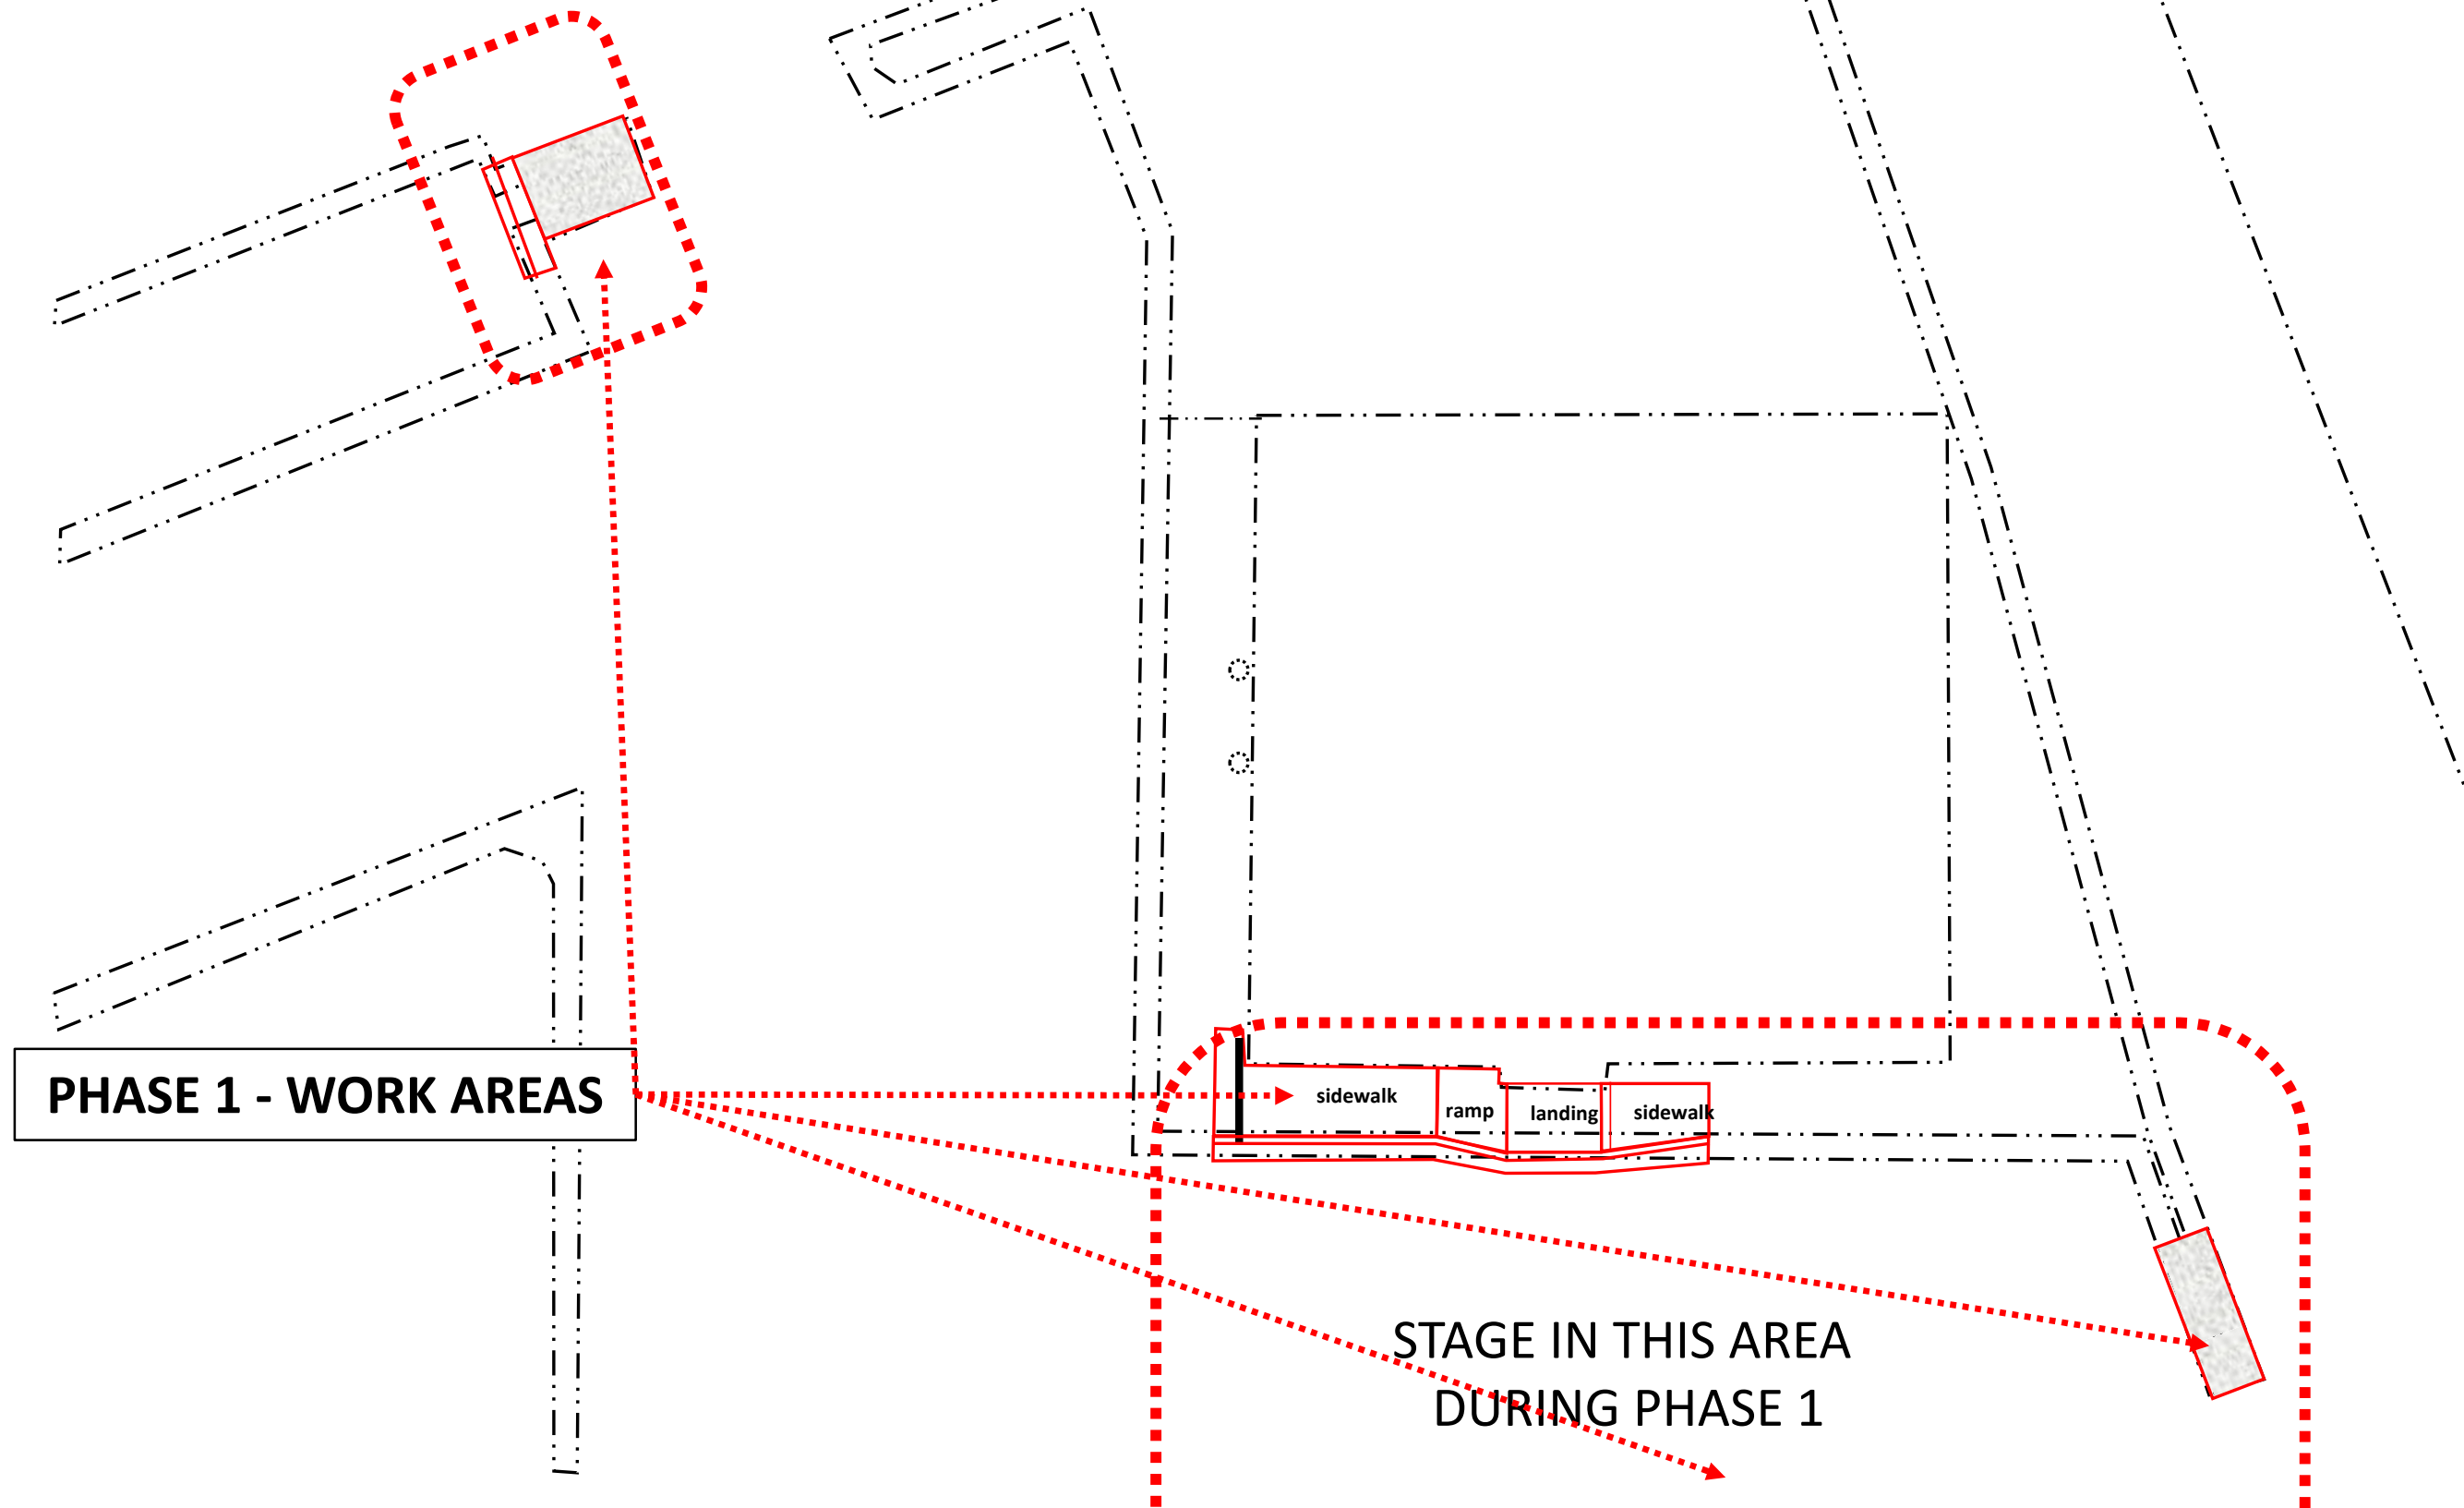 PHASE 1 - WORK AREAS
sidewalk
ramp
landing
sidewalk
STAGE IN THIS AREA
DURING PHASE 1